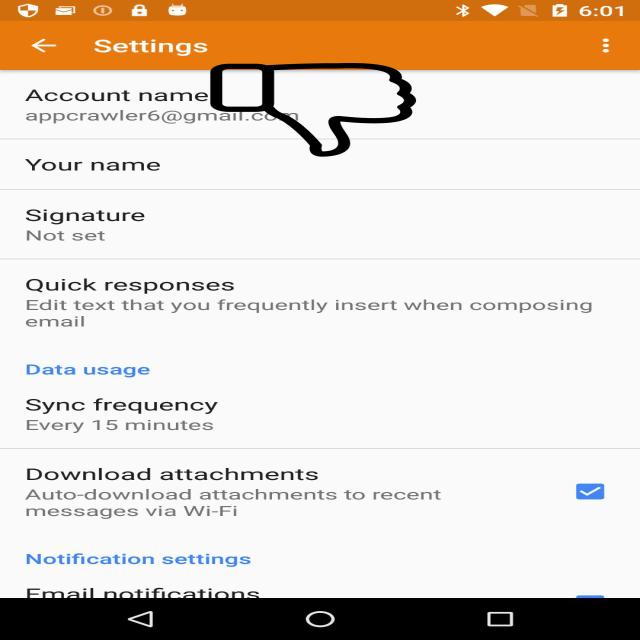 6:01
Settings
Account name
appcrawler6@gmail.com
Your name
Signature
Not set
Quick responses
Edit text that you frequently insert when composing
email
Data usage
Sync frequency
Every 15 minutes
Download attachments
Auto-download attachments to recent
messages via Wi-Fi
Notification settings
Email notifications